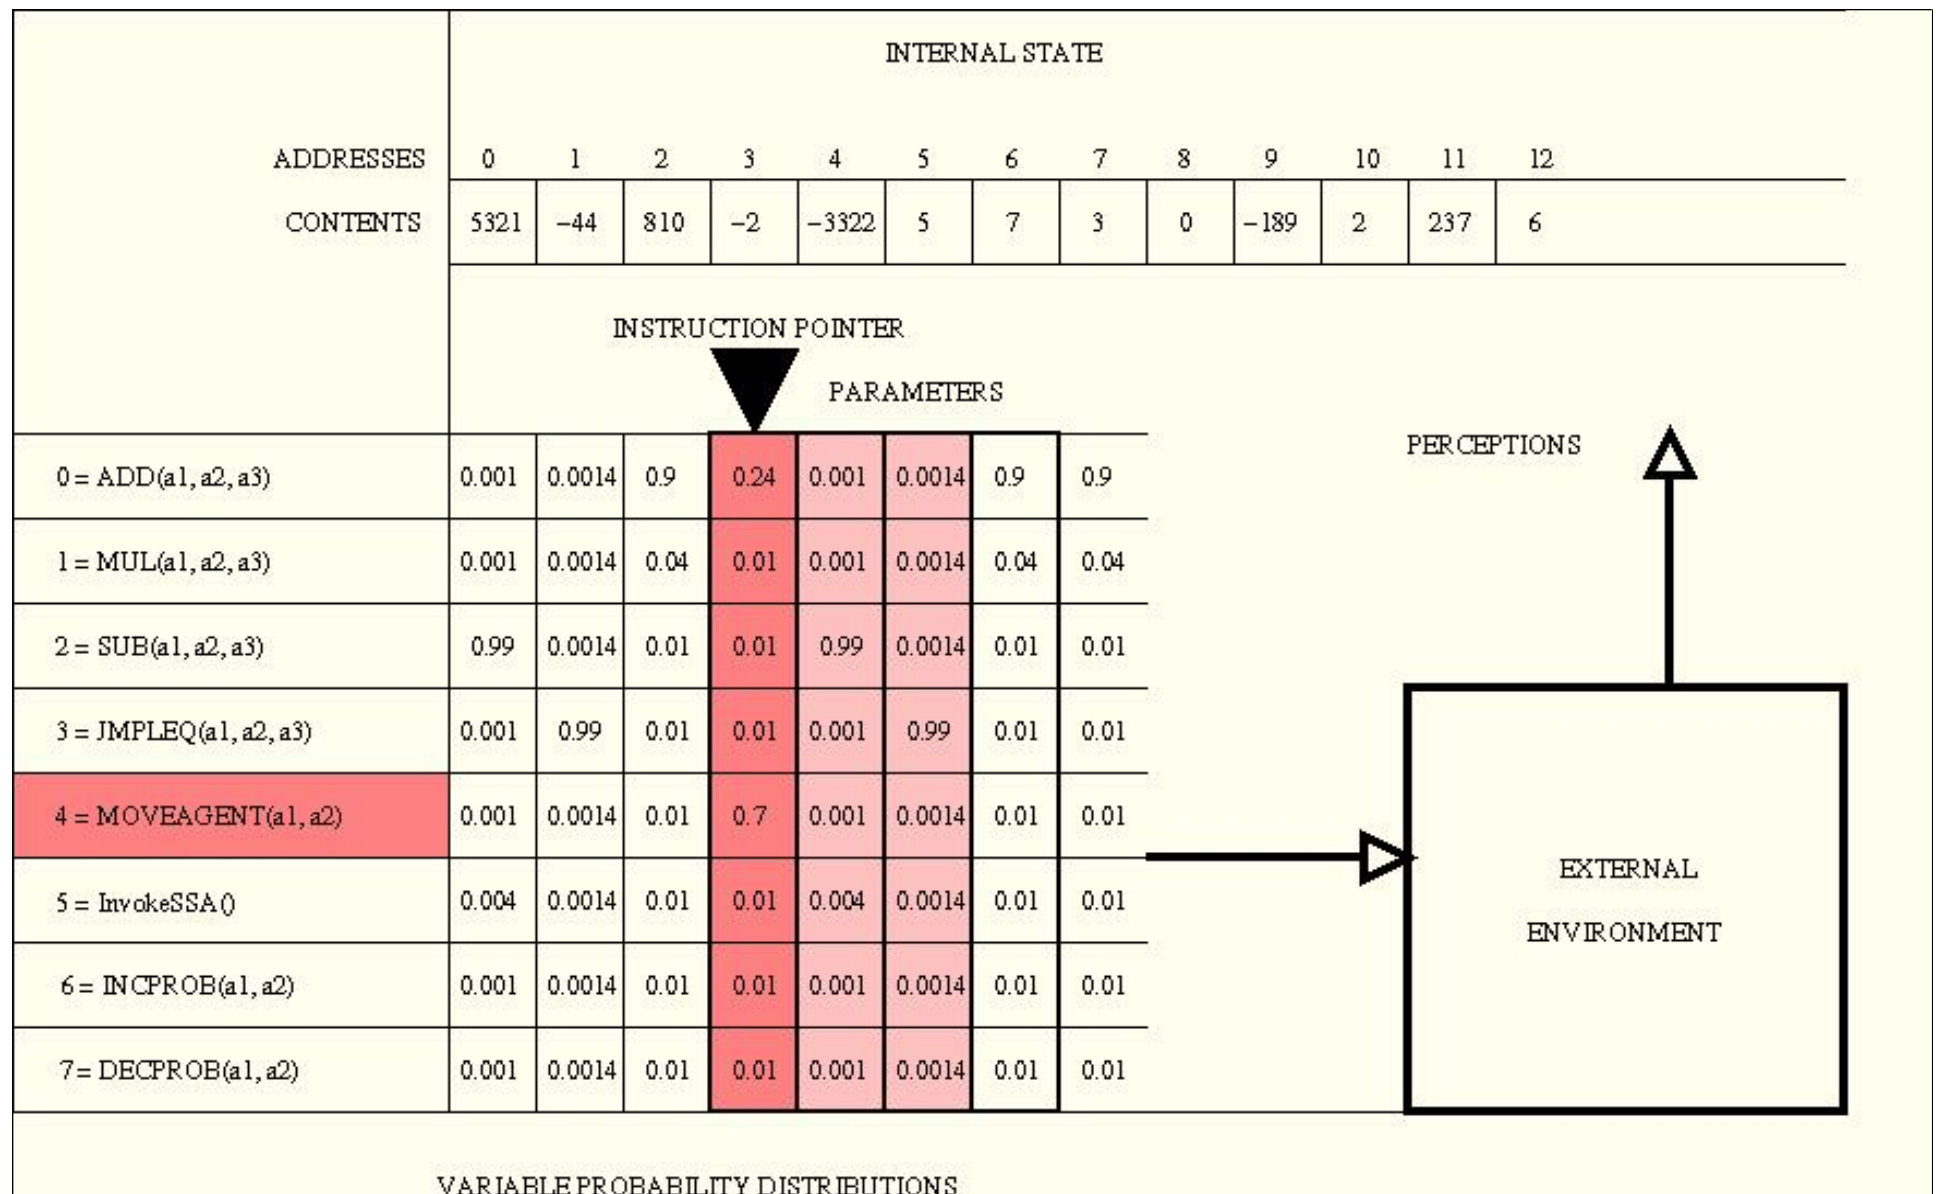 INTERNAL STATE
ADDRESSES 0 1 2 3 4 5 6 7 8 9 10 11 12
CONTENTS 5321 −44 810 −2 −3322 5 7 3 0 −189 2 237 6
INSTRUCTION POINTER
PARAMETERS
PERCEPTIONS
0 = ADD(a1, a2, a3) 0.001 0.0014 0.9 0.24 0.001 0.0014 0.9 0.9
1 = MUL(a1, a2, a3) 0.001 0.0014 0.04 0.01 0.001 0.0014 0.04 0.04
2 = SUB(a1, a2, a3) 0.99 0.0014 0.01 0.01 0.99 0.0014 0.01 0.01
3 = JMPLEQ(a1, a2, a3) 0.001 0.99 0.01 0.01 0.001 0.99 0.01 0.01
4 = MOVEAGENT(a1, a2) 0.001 0.0014 0.01 0.7 0.001 0.0014 0.01 0.01
5 = InvokeSSA() 0.004 0.0014 0.01 0.01 0.004 0.0014 0.01 0.01
6 = INCPROB(a1, a2) 0.001 0.0014 0.01 0.01 0.001 0.0014 0.01 0.01
7 = DECPROB(a1, a2) 0.001 0.0014 0.01 0.01 0.001 0.0014 0.01 0.01
EXTERNAL
ENVIRONMENT
VARIABLE PROBABILITY DISTRIBUTIONS